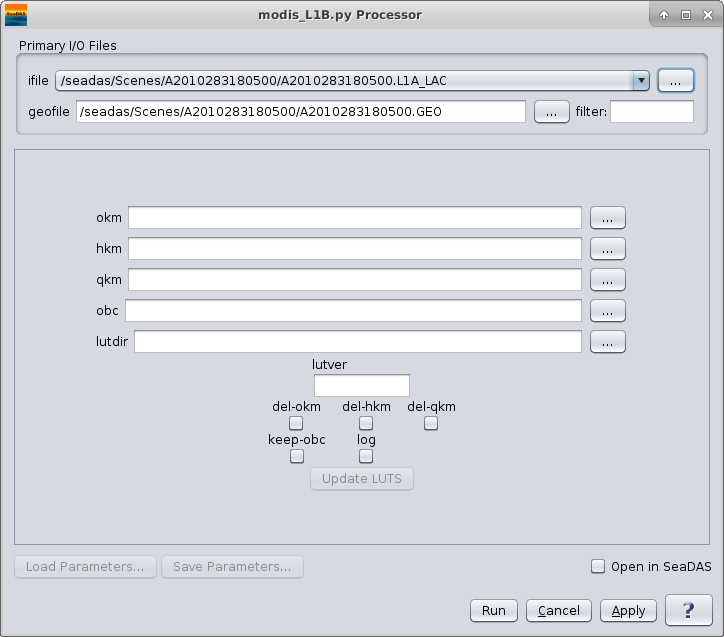 SeaDAS
modis_L1B.py Processor
Primary I/O Files
ifile /seadas/Scenes/A2010283180500/A2010283180500.L1A_LAC ...
geofile /seadas/Scenes/A2010283180500/A2010283180500.GEO ... filter:
okm ...
hkm ...
qkm ...
obc ...
lutdir ...
lutver
del-okm del-hkm del-qkm
keep-obc log
Update LUTS
Load Parameters... Save Parameters... Open in SeaDAS
Run Cancel Apply ?